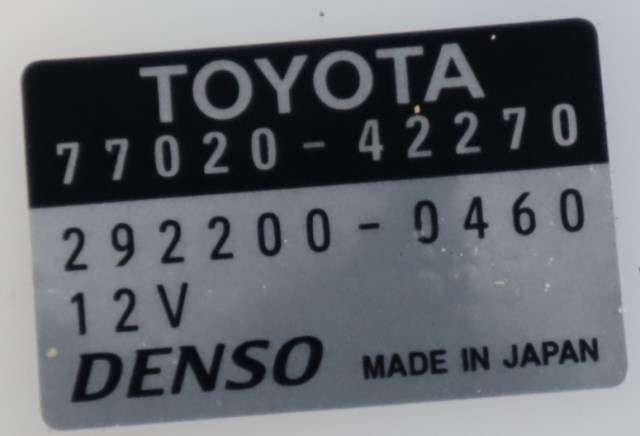 TOYOTA
77020-42270
292200-0460
12V
DENSO MADE IN JAPAN